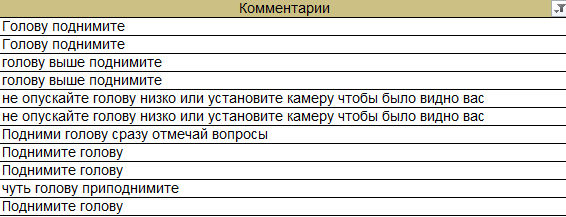 Комментарии
Голову поднимите
Голову поднимите
голову выше поднимите
голову выше поднимите
не опускайте голову низко или установите камеру чтобы было видно вас
не опускайте голову низко или установите камеру чтобы было видно вас
Подними голову сразу отмечай вопросы
Поднимите голову
Поднимите голову
чуть голову приподнимите
Поднимите голову